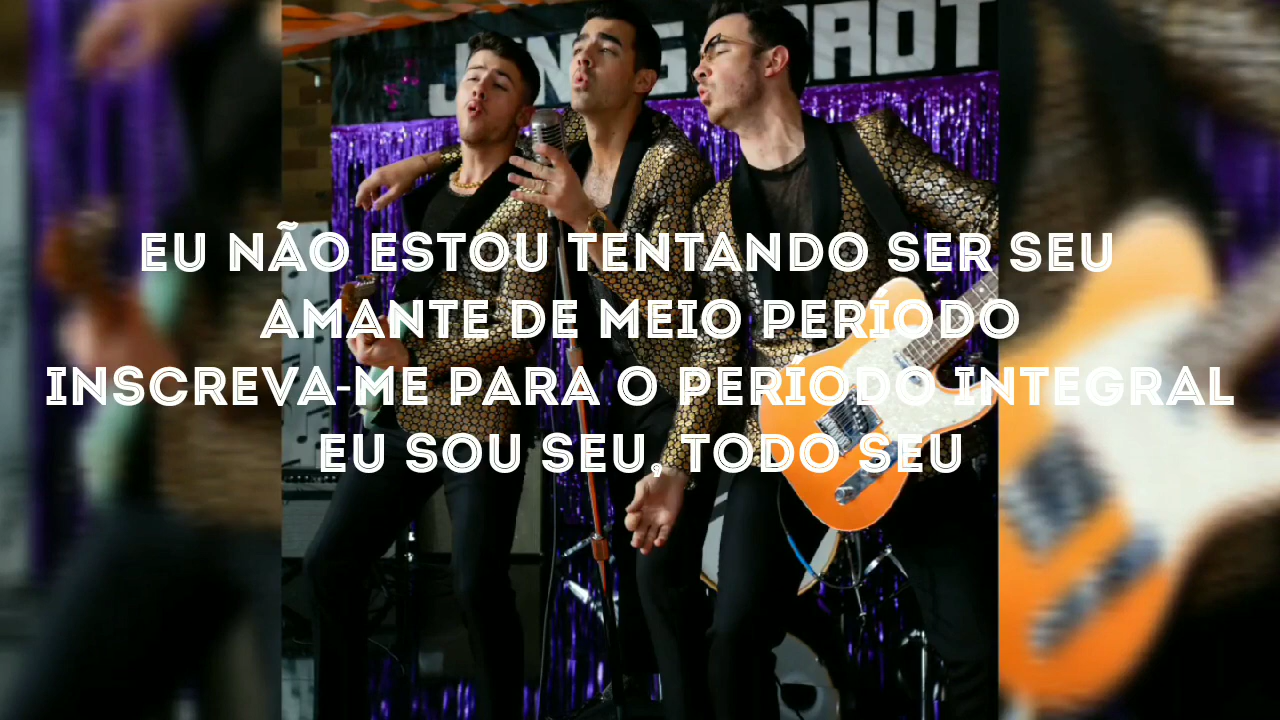 EU NÃO ESTOU TENTANDO SER SEU
AMANTE DE MEIO PERIODO
INSCREVA-ME PARA O PERIODO INTEGRAL
EU SOU SEU, TODO SEU